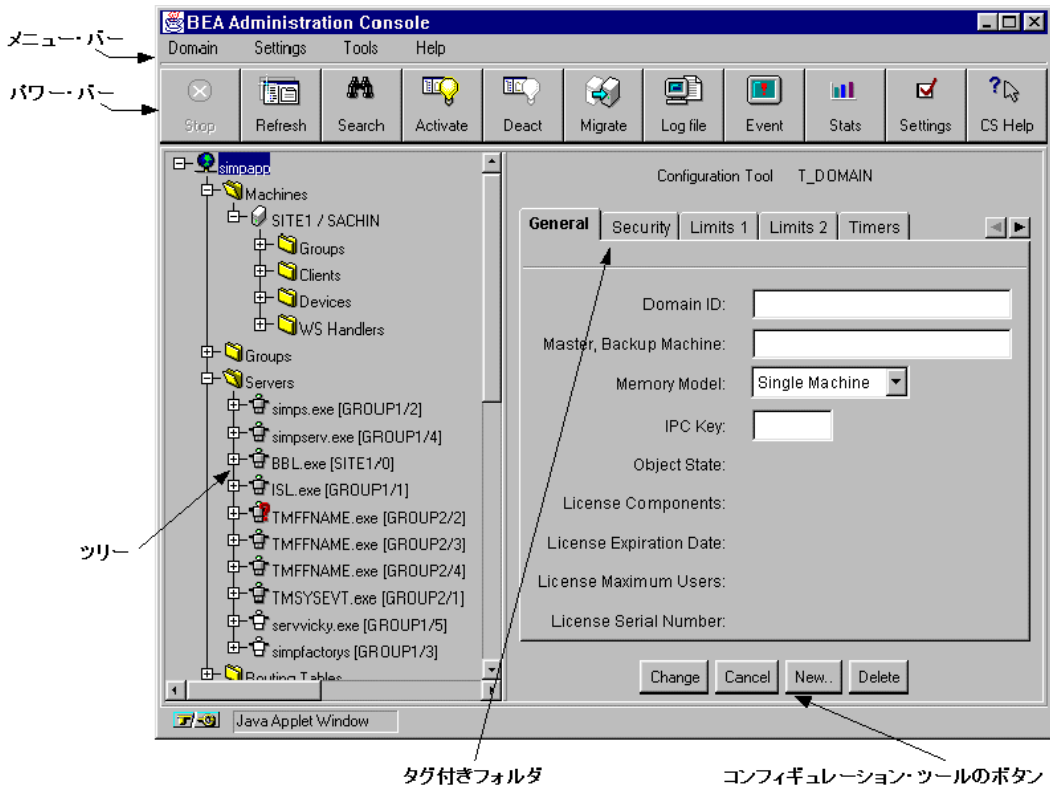 BEA Administration Console
メニュー・バー
Domain Settings Tools Help
パワー・バー
Stop Refresh Search Activate Deact Migrate Log file Event Stats Settings CS Help
simpapp
Machines
SITE1 / SACHIN
Groups
Clients
Devices
WS Handlers
Groups
Servers
simps.exe [GROUP1/2]
simpserv.exe [GROUP1/4]
BBL.exe [SITE1/0]
ISL.exe [GROUP1/1]
TMFFNAME.exe [GROUP2/2]
TMFFNAME.exe [GROUP2/3]
TMFFNAME.exe [GROUP2/4]
TMSYSEVT.exe [GROUP2/1]
servvicky.exe [GROUP1/5]
simpfactorys [GROUP1/3]
Routing Tables
ツリー
Configuration Tool T_DOMAIN
General Security Limits 1 Limits 2 Timers
Domain ID:
Master, Backup Machine:
Memory Model: Single Machine
IPC Key:
Object State:
License Components:
License Expiration Date:
License Maximum Users:
License Serial Number:
Change Cancel New.. Delete
Java Applet Window
タグ付きフォルダ
コンフィギュレーション・ツールのボタン